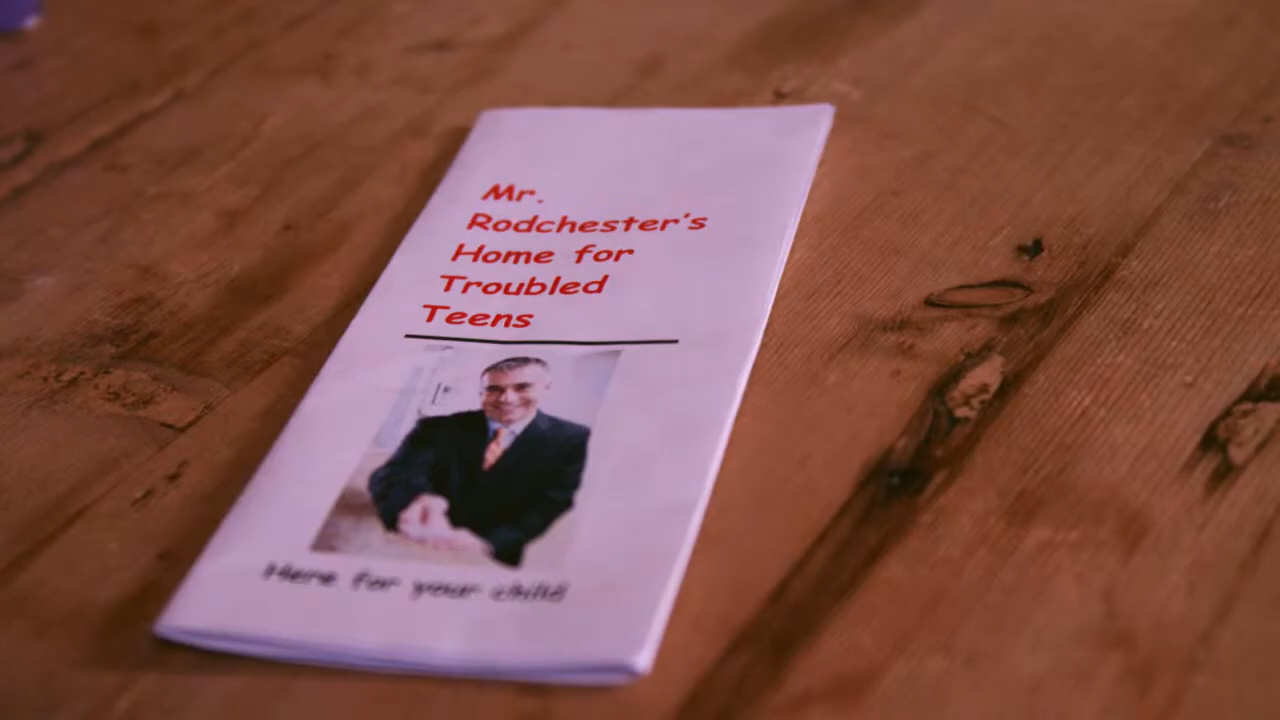 Mr.
Rodchester's
Home for
Troubled
Teens
Here for your child